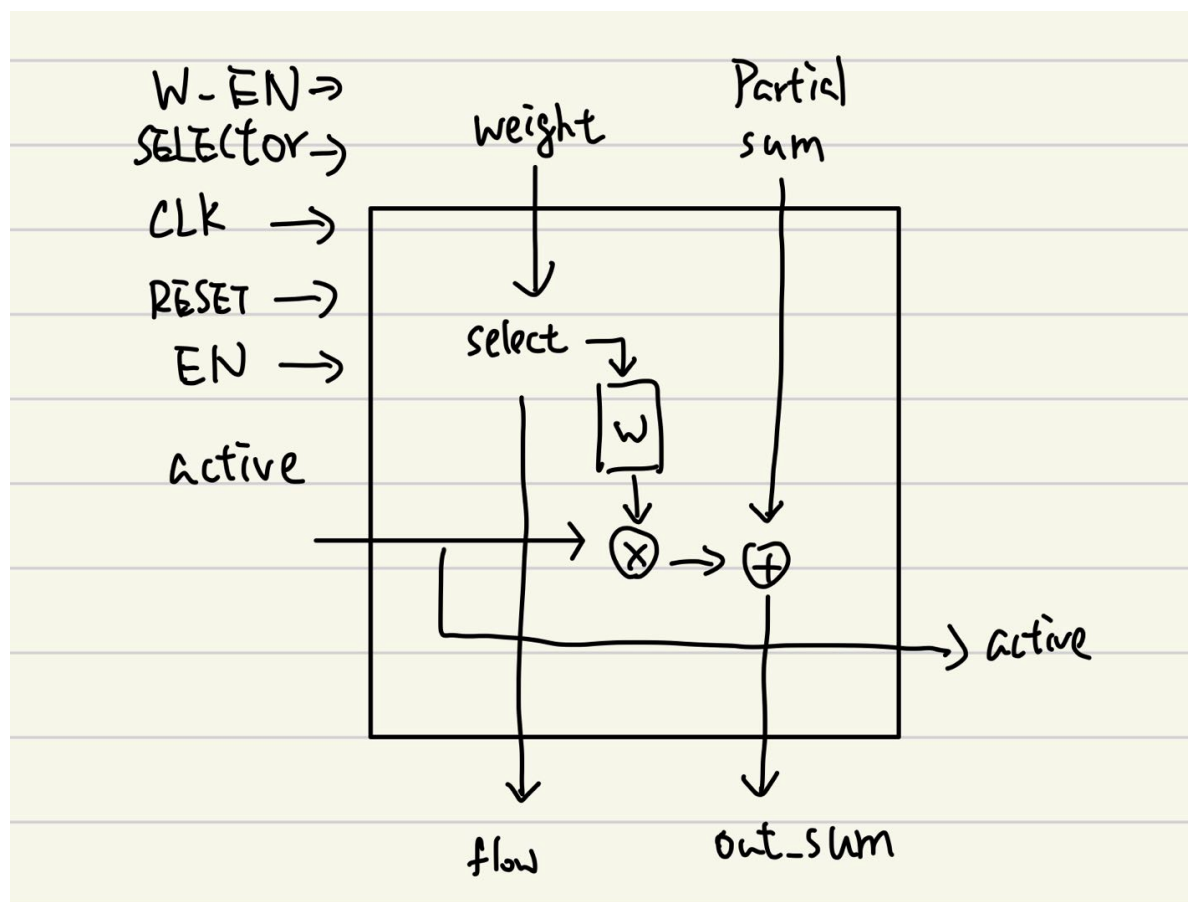 W-EN
SELECtor
CLK
RESET
EN
active
weight
Partial
sum
select
W
×
+
active
flow
out_sum